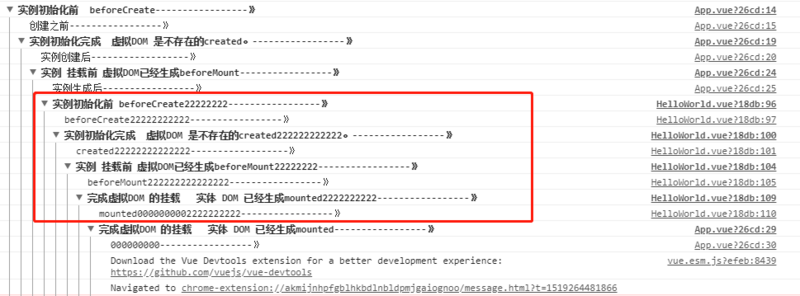 ▼ 实例初始化前 beforeCreate-----------------》 App.vue?26cd:14
创建之前-----------------》 App.vue?26cd:15
▼ 实例初始化完成 虚拟DOM 是不存在的created。-----------------》 App.vue?26cd:19
实例创建后-----------------》 App.vue?26cd:20
▼ 实例 挂载前 虚拟DOM已经生成beforeMount-----------------》 App.vue?26cd:24
实例生成后-----------------》 App.vue?26cd:25
▼ 实例初始化前 beforeCreate22222222-----------------》 HelloWorld.vue?18db:96
beforeCreate22222222222-----------------》 HelloWorld.vue?18db:97
▼ 实例初始化完成 虚拟DOM 是不存在的created222222222222。-----------------》 HelloWorld.vue?18db:100
created22222222222222-----------------》 HelloWorld.vue?18db:101
▼ 实例 挂载前 虚拟DOM已经生成beforeMount22222222-----------------》 HelloWorld.vue?18db:104
beforeMount222222222222222-----------------》 HelloWorld.vue?18db:105
▼ 完成虚拟DOM 的挂载 实体 DOM 已经生成mounted2222222222-----------------》 HelloWorld.vue?18db:109
mounted0000000002222222222-----------------》 HelloWorld.vue?18db:110
▼ 完成虚拟DOM 的挂载 实体 DOM 已经生成mounted-----------------》 App.vue?26cd:29
000000000-----------------》 App.vue?26cd:30
Download the Vue Devtools extension for a better development experience: vue.esm.js?efeb:8439
https://github.com/vuejs/vue-devtools
Navigated to chrome-extension://akmijnhpfgblhkbdlnbldpmjgaiognoo/message.html?t=1519264481866